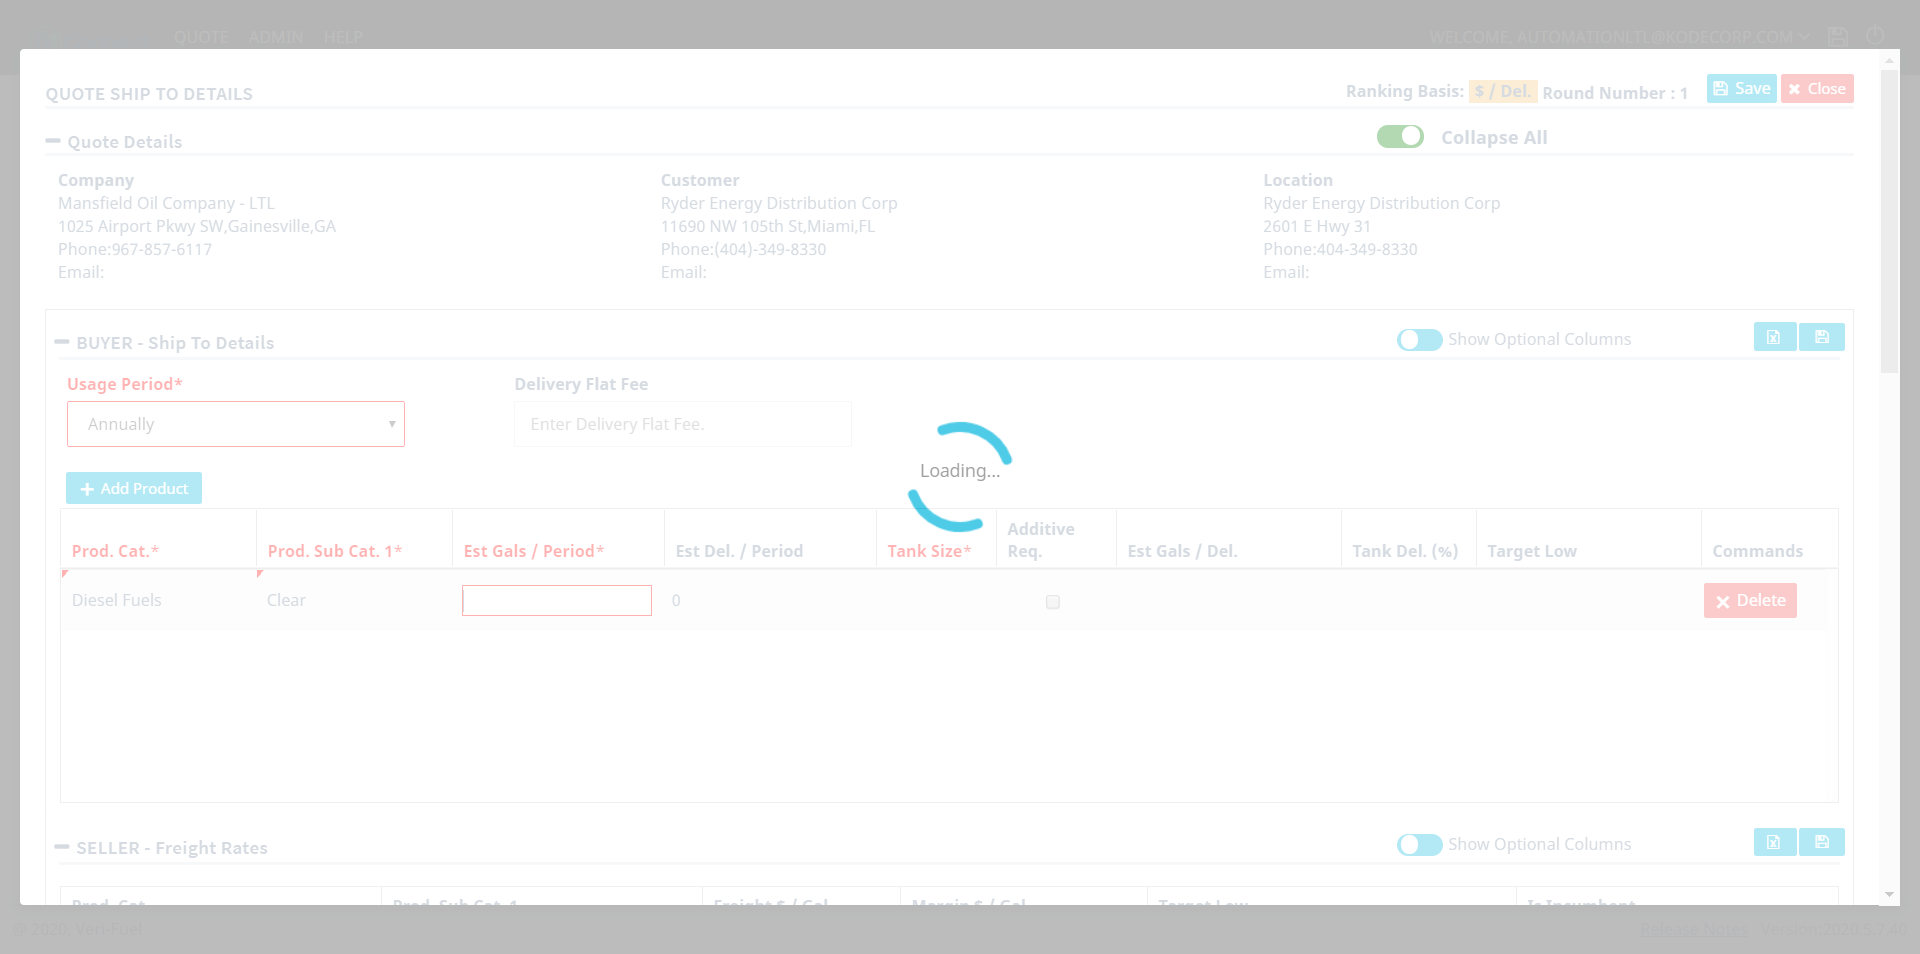 QUOTE ADMIN HELP
WELCOME, AUTOMATIONLTL@KODECORP.COM
QUOTE SHIP TO DETAILS
Ranking Basis: $ / Del. Round Number : 1 Save Close
Quote Details
Collapse All
Company
Mansfield Oil Company - LTL
1025 Airport Pkwy SW,Gainesville,GA
Phone:967-857-6117
Email:
Customer
Ryder Energy Distribution Corp
11690 NW 105th St,Miami,FL
Phone:(404)-349-8330
Email:
Location
Ryder Energy Distribution Corp
2601 E Hwy 31
Phone:404-349-8330
Email:
BUYER - Ship To Details
Show Optional Columns
Usage Period*
Annually
Delivery Flat Fee
Enter Delivery Flat Fee.
Loading...
Add Product
Prod. Cat.* Prod. Sub Cat. 1* Est Gals / Period* Est Del. / Period Tank Size* Additive Req. Est Gals / Del. Tank Del. (%) Target Low Commands
Diesel Fuels Clear 0 Delete
SELLER - Freight Rates
Show Optional Columns
Prod. Cat. Prod. Sub Cat. 1 Freight $ / Gal. Margin $ / Gal. Target Low Is Incumbent
@ 2020, Veri-Fuel
Release Notes Version 2020.5.7.40